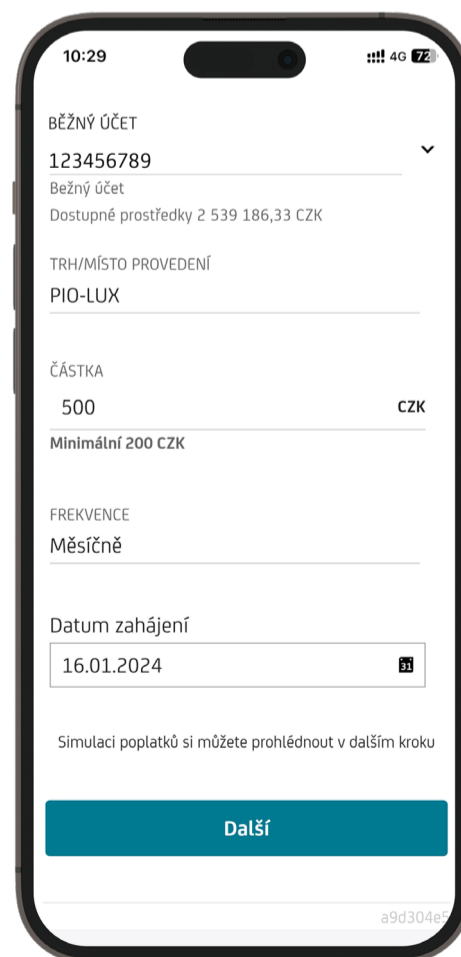 10:29 4G 72
BĚŽNÝ ÚČET
123456789
Bežný účet
Dostupné prostředky 2 539 186,33 CZK
TRH/MÍSTO PROVEDENÍ
PIO-LUX
ČÁSTKA
500 CZK
Minimální 200 CZK
FREKVENCE
Měsíčně
Datum zahájení
16.01.2024 31
Simulaci poplatků si můžete prohlédnout v dalším kroku
Další
a9d304e5